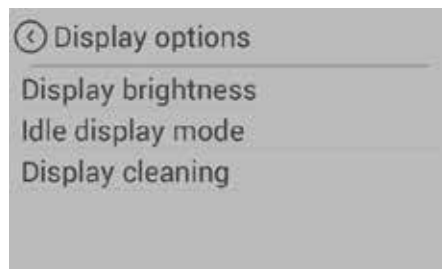 Display options
Display brightness
Idle display mode
Display cleaning